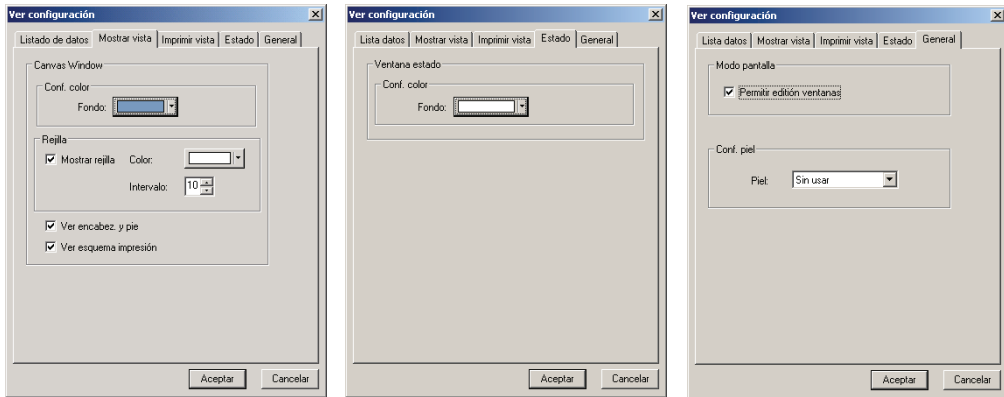 Ver configuración
Listado de datos Mostrar vista Imprimir vista Estado General
Canvas Window
Conf. color
Fondo:
Rejilla
Mostrar rejilla Color:
Intervalo: 10
Ver encabez. y pie
Ver esquema impresión
Aceptar Cancelar
Ver configuración
Lista datos Mostrar vista Imprimir vista Estado General
Ventana estado
Conf. color
Fondo:
Aceptar Cancelar
Ver configuración
Lista datos Mostrar vista Imprimir vista Estado General
Modo pantalla
Permitir editión ventanas
Conf. piel
Piel: Sin usar
Aceptar Cancelar